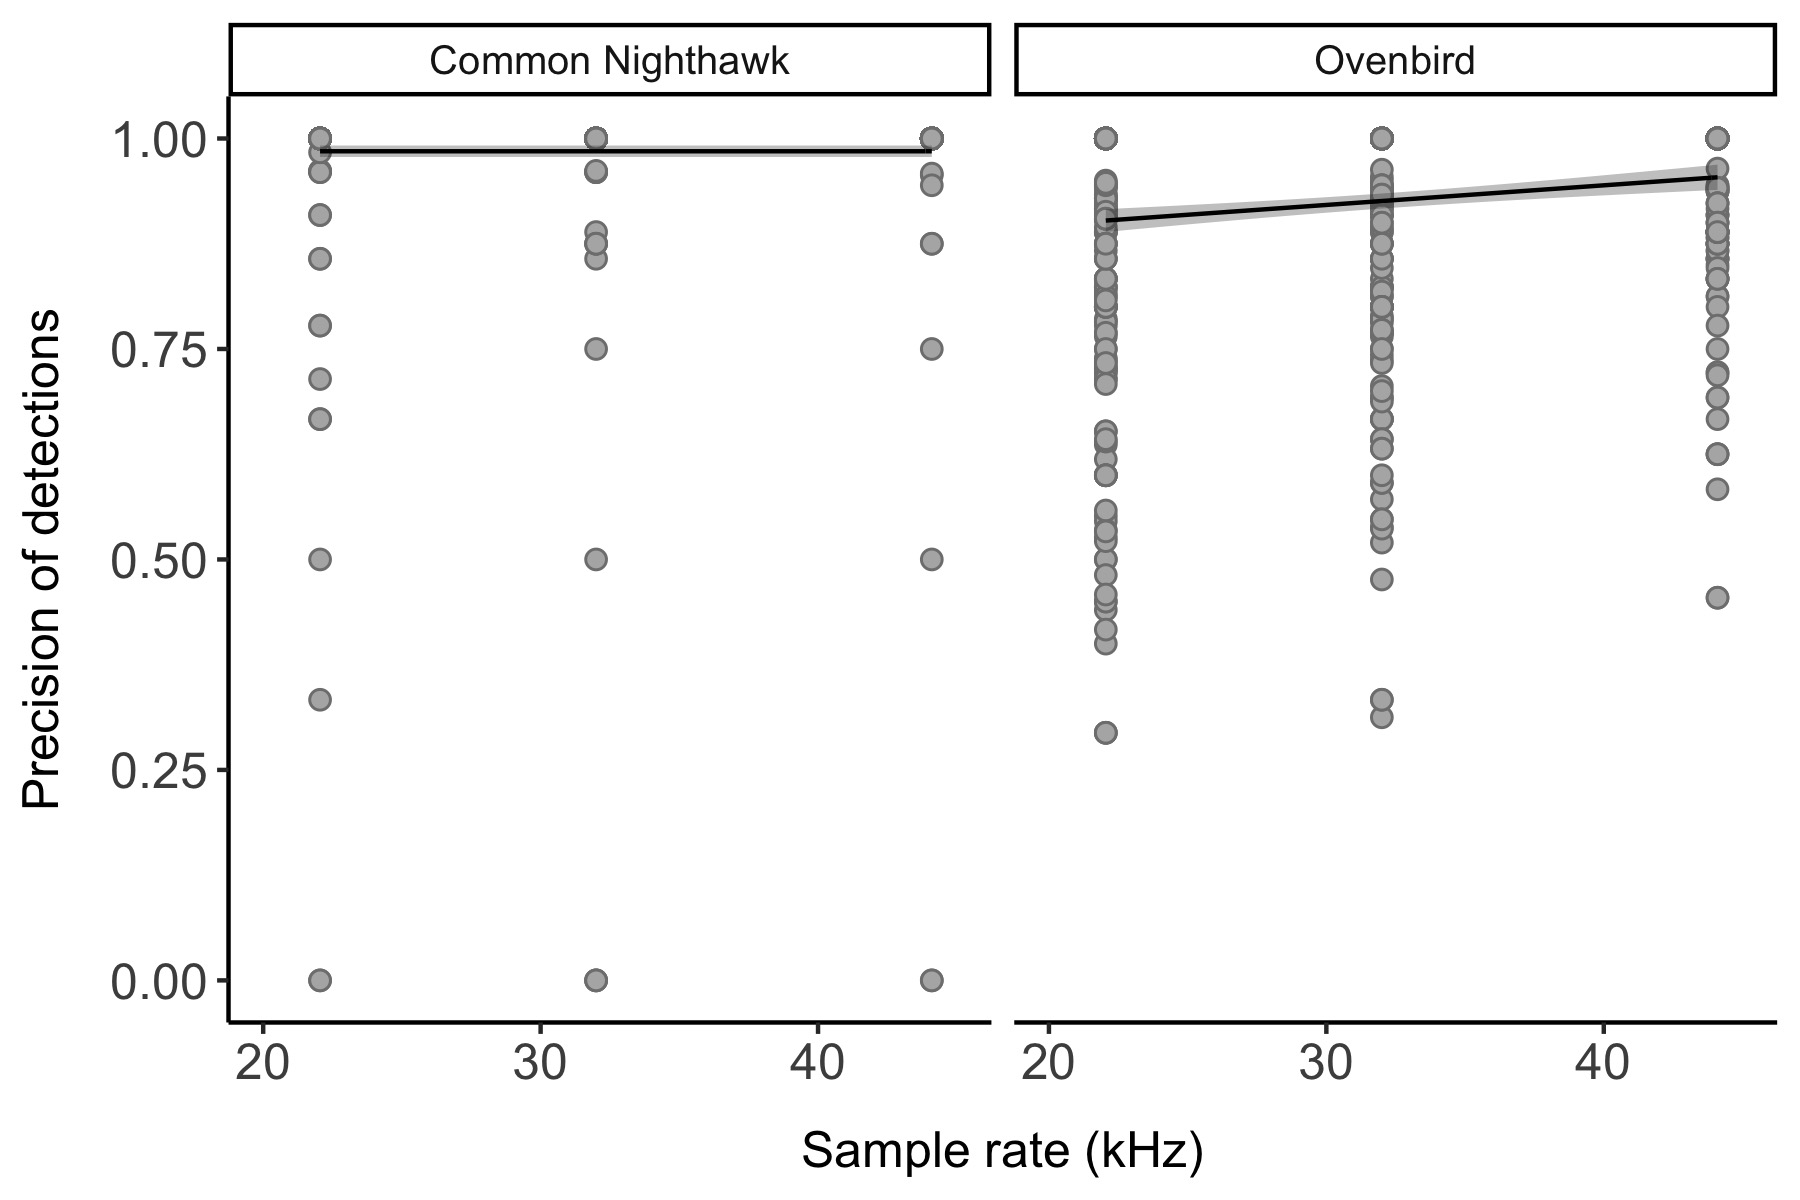 Common Nighthawk
Ovenbird
Precision of detections
1.00
0.75
0.50
0.25
0.00
20 30 40
20 30 40
Sample rate (kHz)